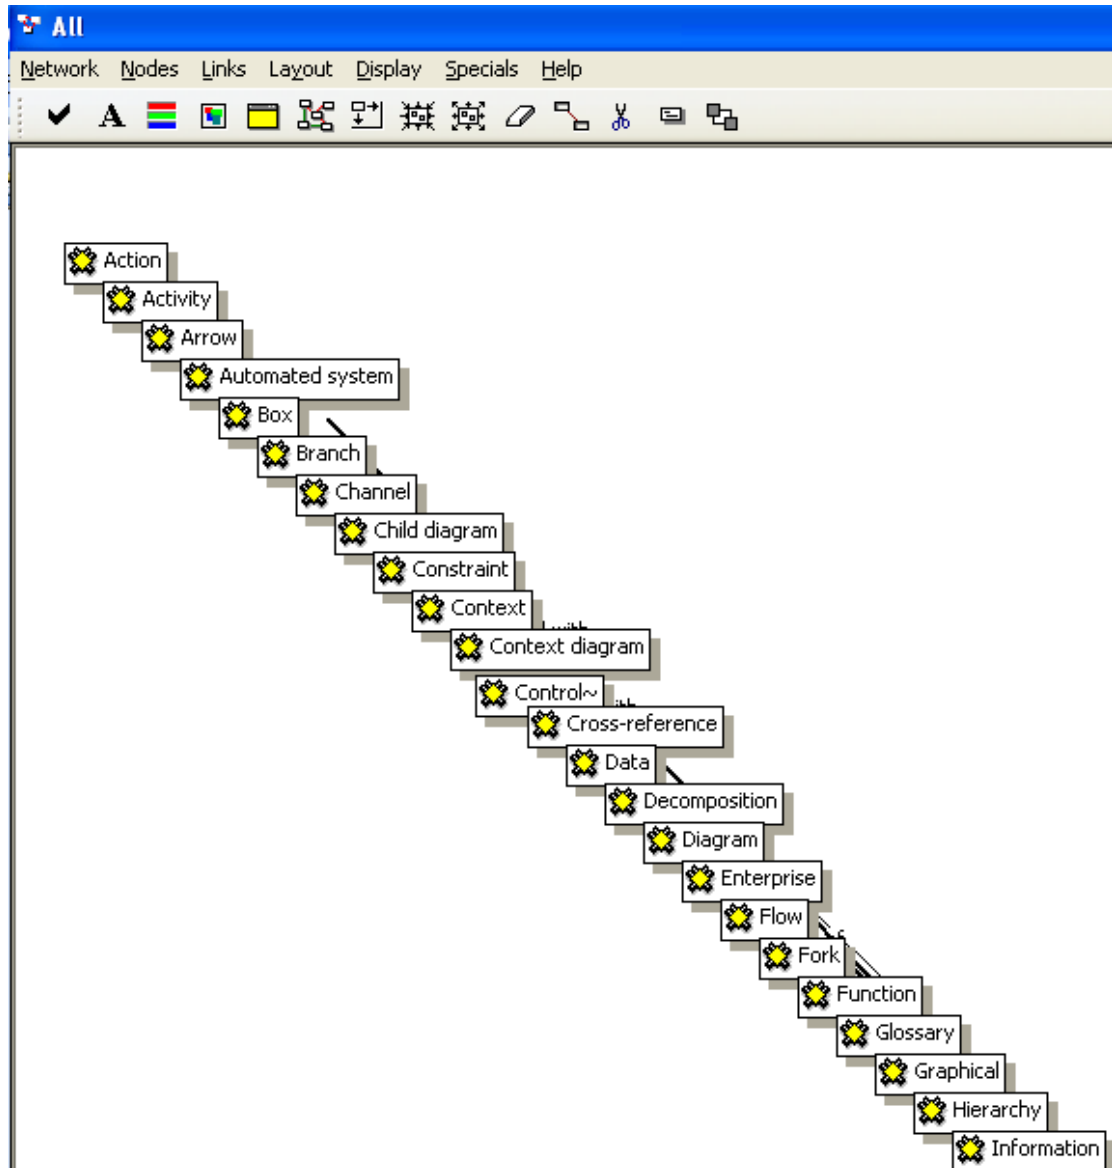 All
Network Nodes Links Layout Display Specials Help
A
Action
Activity
Arrow
Automated system
Box
Branch
Channel
Child diagram
Constraint
Context
Context diagram
Control~
Cross-reference
Data
Decomposition
Diagram
Enterprise
Flow
Fork
Function
Glossary
Graphical
Hierarchy
Information